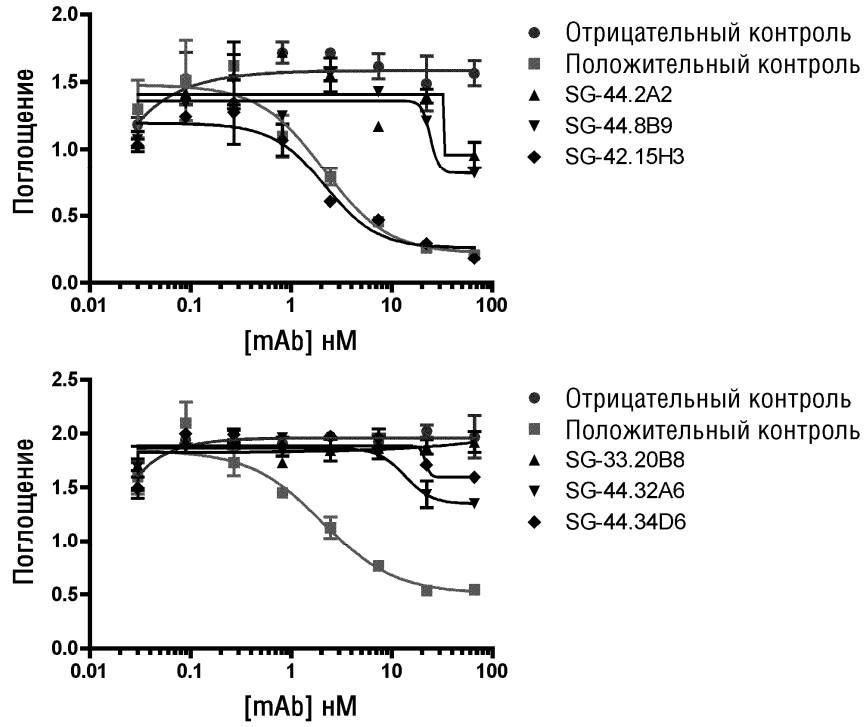 2.0
Отрицательный контроль
Положительный контроль
1.5
SG-44.2A2
SG-44.8B9
1.0
SG-42.15H3
Поглощение
0.5
0.0
0.01 0.1 1 10 100
[mAb] нМ
2.5
Отрицательный контроль
2.0
Положительный контроль
SG-33.20B8
1.5
SG-44.32A6
SG-44.34D6
1.0
Поглощение
0.5
0.0
0.01 0.1 1 10 100
[mAb] нМ